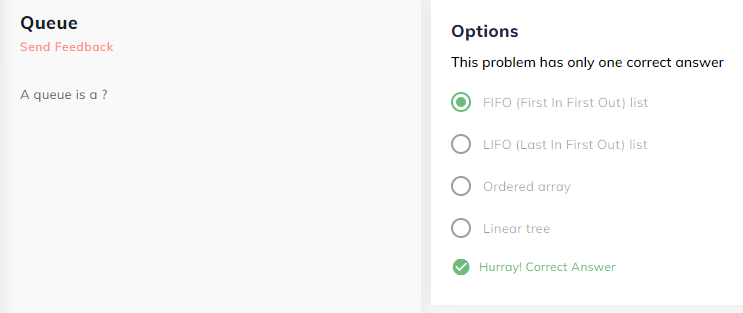 Queue
Send Feedback
A queue is a ?
Options
This problem has only one correct answer
FIFO (First In First Out) list
LIFO (Last In First Out) list
Ordered array
Linear tree
Hurray! Correct Answer